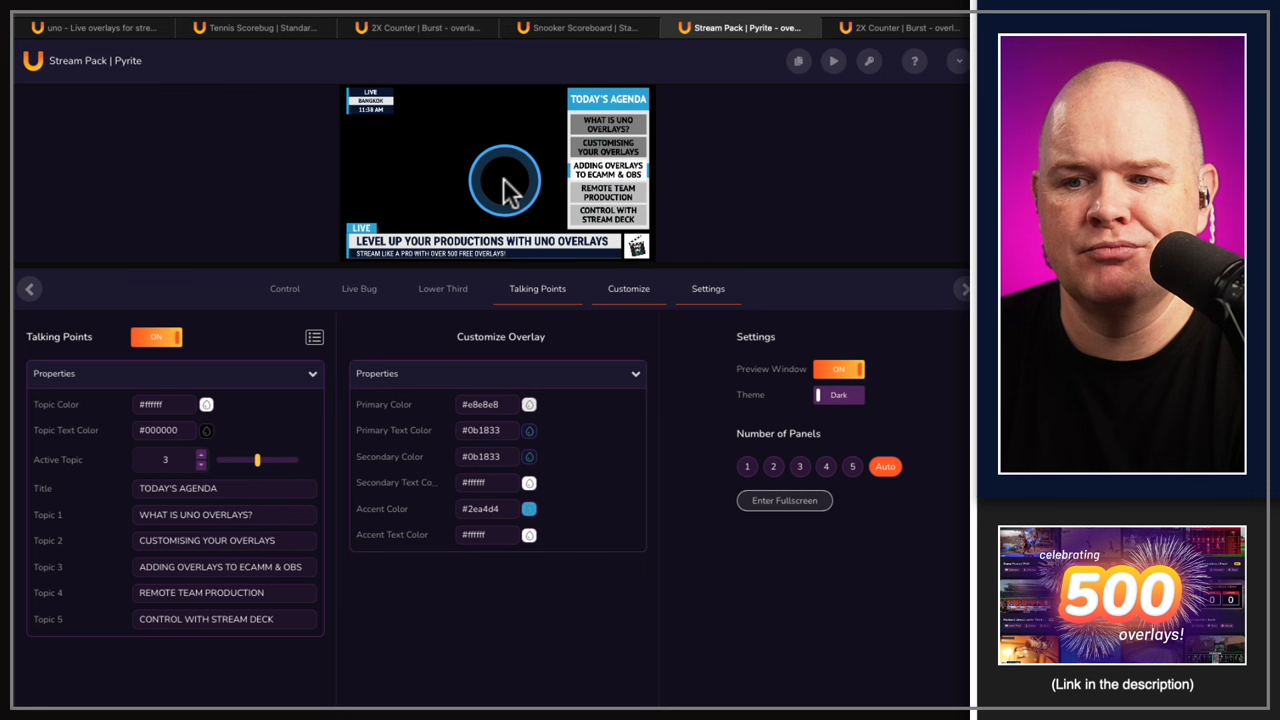 uno - Live overlays for stre...
Tennis Scorebug | Standar...
2X Counter | Burst - overla...
Snooker Scoreboard | Sta...
Stream Pack | Pyrite - ove...
2X Counter | Burst - overl...
Stream Pack | Pyrite
?
LIVE
BANGKOK
11:38 AM
TODAY'S AGENDA
WHAT IS UNO
OVERLAYS?
CUSTOMISING
YOUR OVERLAYS
ADDING OVERLAYS
TO ECAMM & OBS
REMOTE TEAM
PRODUCTION
CONTROL WITH
STREAM DECK
LIVE
LEVEL UP YOUR PRODUCTIONS WITH UNO OVERLAYS
STREAM LIKE A PRO WITH OVER 500 FREE OVERLAYS!
Control
Live Bug
Lower Third
Talking Points
Customize
Settings
Talking Points
ON
Properties
Topic Color
#ffffff
Topic Text Color
#000000
Active Topic
3
Title
TODAY'S AGENDA
Topic 1
WHAT IS UNO OVERLAYS?
Topic 2
CUSTOMISING YOUR OVERLAYS
Topic 3
ADDING OVERLAYS TO ECAMM & OBS
Topic 4
REMOTE TEAM PRODUCTION
Topic 5
CONTROL WITH STREAM DECK
Customize Overlay
Properties
Primary Color
#e8e8e8
Primary Text Color
#0b1833
Secondary Color
#0b1833
Secondary Text Co...
#ffffff
Accent Color
#2ea4d4
Accent Text Color
#ffffff
Settings
Preview Window
ON
Theme
Dark
Number of Panels
1
2
3
4
5
Auto
Enter Fullscreen
celebrating
500
overlays!
(Link in the description)